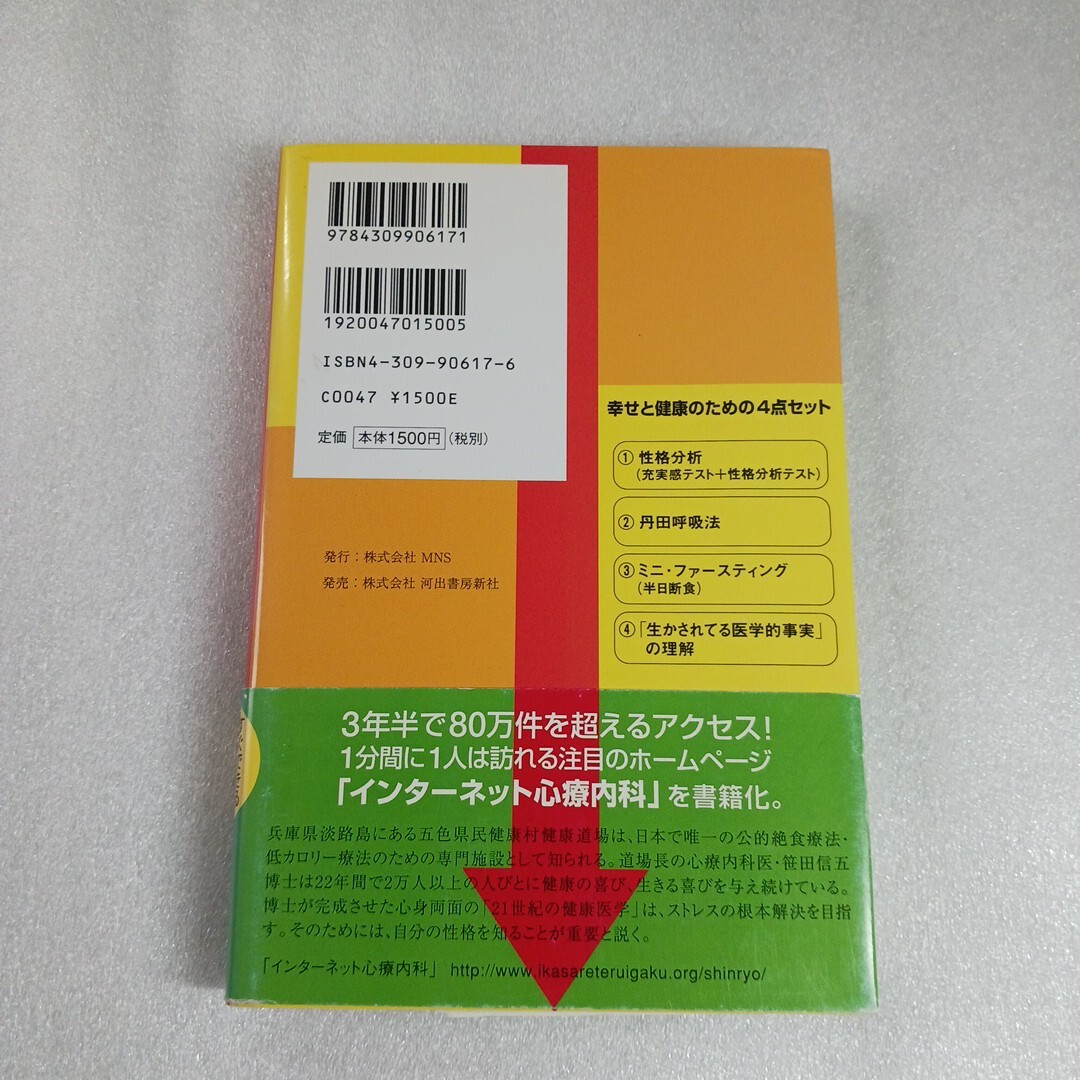 9784309906171
1920047015005
ISBN4-309-90617-6
C0047 ¥1500E
定価 本体1500円(税別)
発行：株式会社 MNS
発売：株式会社 河出書房新社
幸せと健康のための4点セット
① 性格分析
(充実感テスト+性格分析テスト)
② 丹田呼吸法
③ ミニ・ファースティング
(半日断食)
④ 「生かされてる医学的事実」
の理解
3年半で80万件を超えるアクセス!
1分間に1人は訪れる注目のホームページ
「インターネット心療内科」を書籍化。
兵庫県淡路島にある五色県民健康村健康道場は、日本で唯一の公的絶食療法・
低カロリー療法のための専門施設として知られる。道場長の心療内科医・笹田信五
博士は22年間で2万人以上の人びとに健康の喜び、生きる喜びを与え続けている。
博士が完成させた心身両面の「21世紀の健康医学」は、ストレスの根本解決を目指
す。そのためには、自分の性格を知ることが重要と説く。
「インターネット心療内科」 http://www.ikasareteruigaku.org/shinryo/